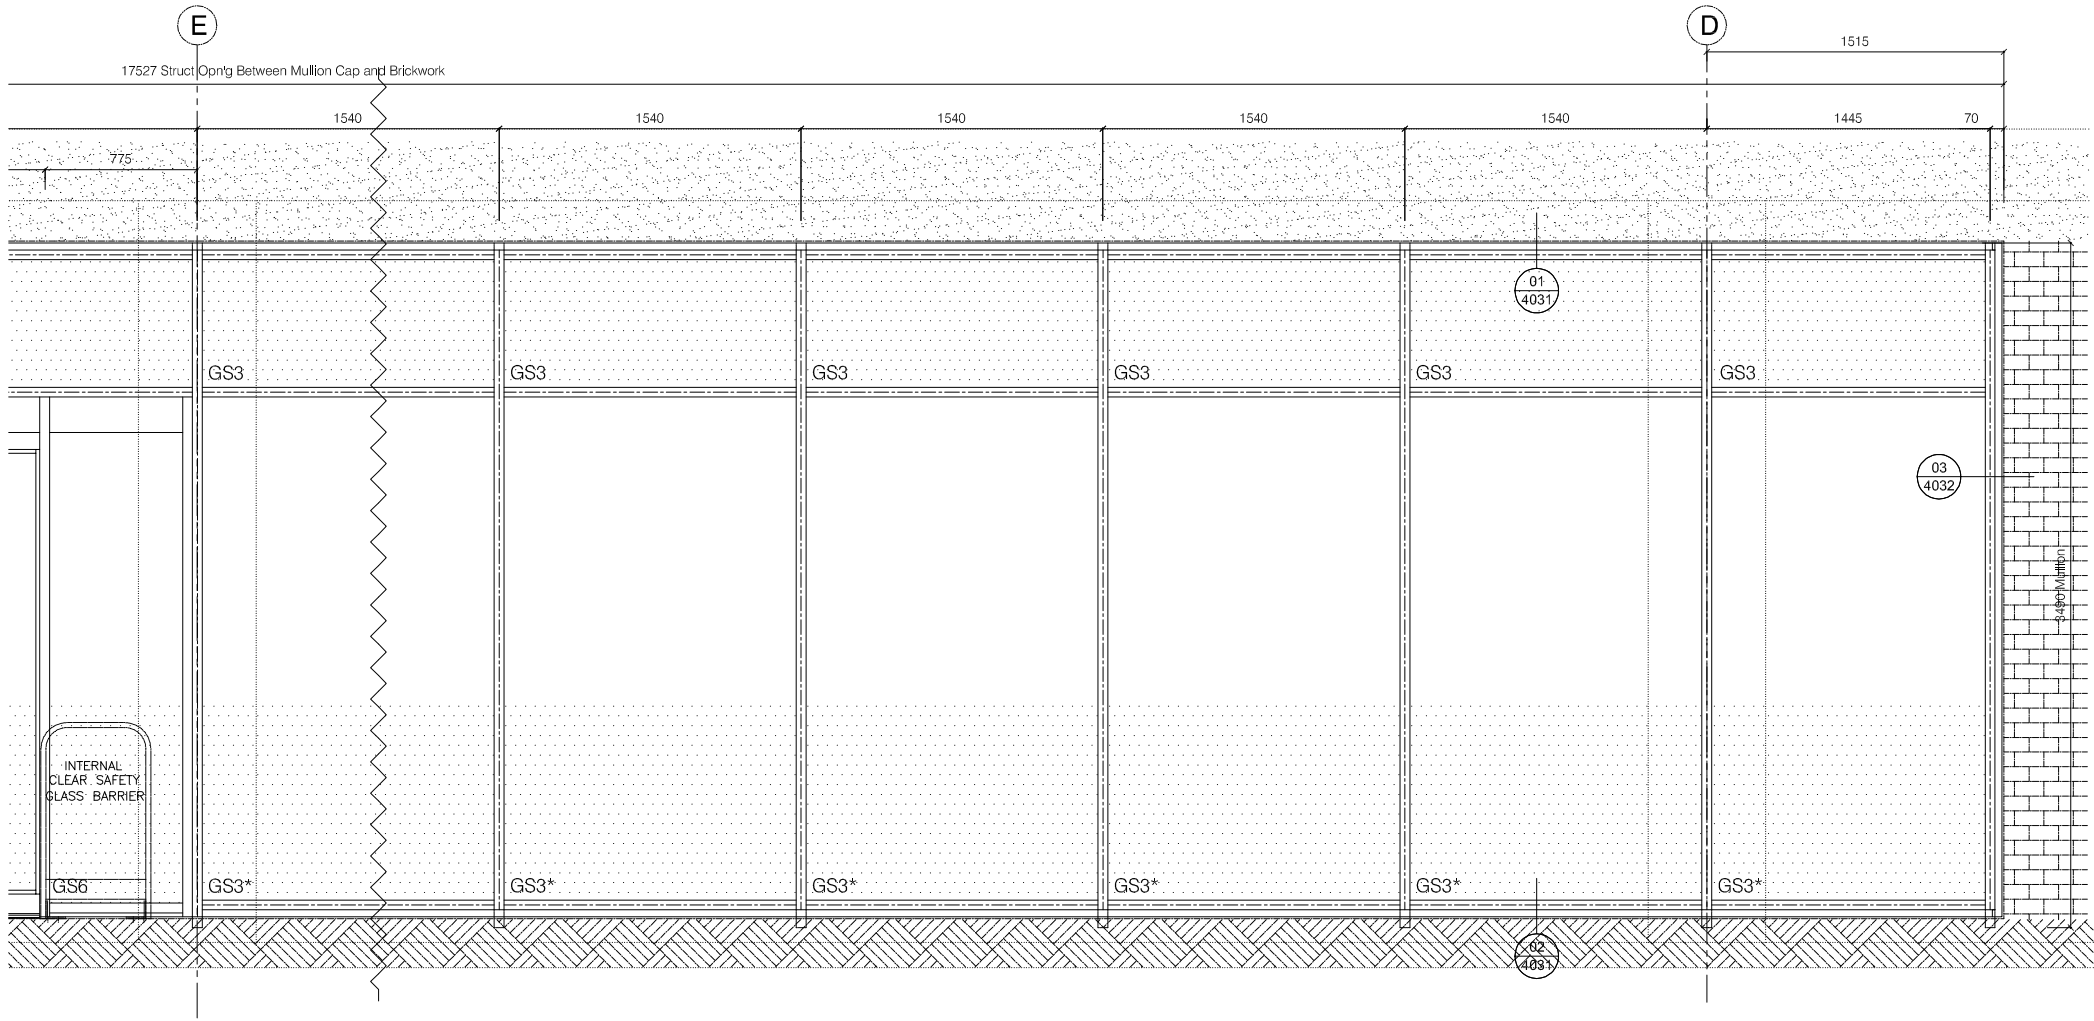 E
D
1515
17527 Struct Opn'g Between Mullion Cap and Brickwork
1540
1540
1540
1540
1540
1445
70
775
01
4031
GS3
GS3
GS3
GS3
GS3
GS3
03
4032
3490 Mullion
INTERNAL
CLEAR SAFETY
GLASS BARRIER
GS6
GS3*
GS3*
GS3*
GS3*
GS3*
GS3*
02
4031